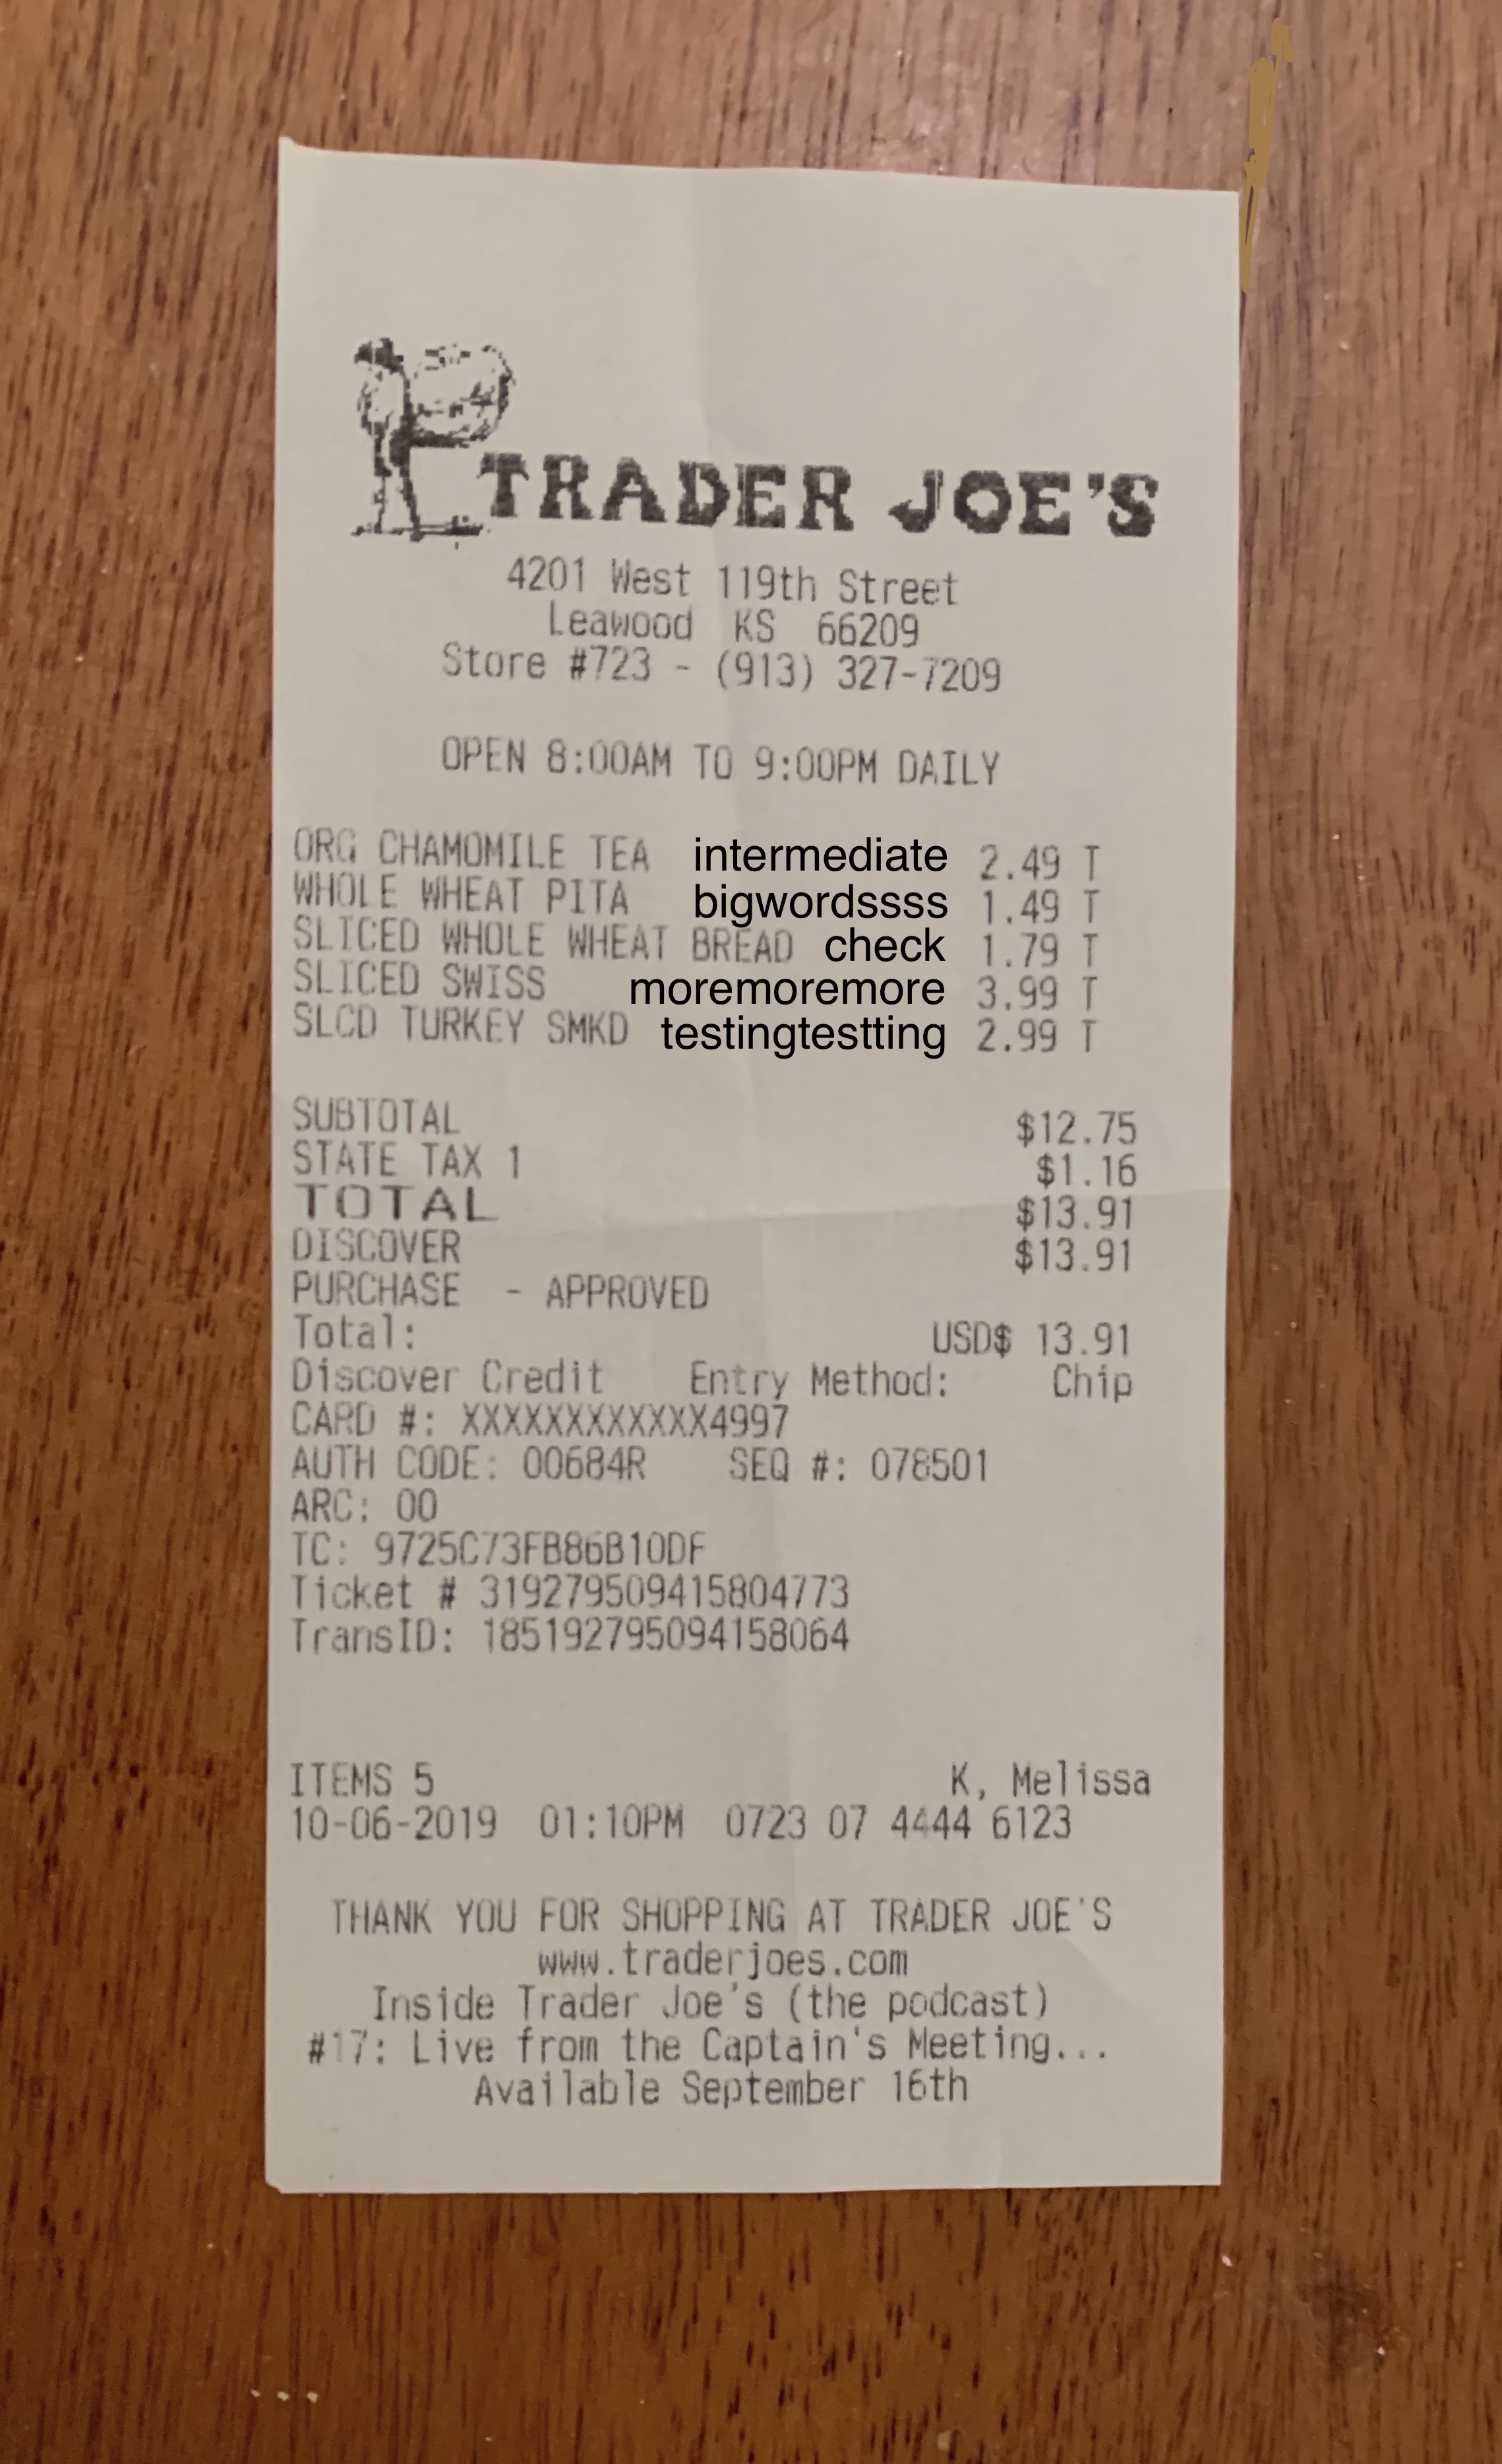 TRADER JOE'S
4201 West 119th Street
Leawood KS 66209
Store #723 - (913) 327-7209
OPEN 8:00AM TO 9:00PM DAILY
ORG CHAMOMILE TEA intermediate 2.49 T
WHOLE WHEAT PITA bigwordssss 1.49 T
SLICED WHOLE WHEAT BREAD check 1.79 T
SLICED SWISS moremoremore 3.99 T
SLCD TURKEY SMKD testingtestting 2.99 T
SUBTOTAL $12.75
STATE TAX 1 $1.16
TOTAL $13.91
DISCOVER $13.91
PURCHASE - APPROVED
Total: USD$ 13.91
Discover Credit Entry Method: Chip
CARD #: XXXXXXXXXXXX4997
AUTH CODE: 00684R SEQ #: 078501
ARC: 00
TC: 9725C73FB86B10DF
Ticket # 319279509415804773
TransID: 185192795094158064
ITEMS 5 K, Melissa
10-06-2019 01:10PM 0723 07 4444 6123
THANK YOU FOR SHOPPING AT TRADER JOE'S
www.traderjoes.com
Inside Trader Joe's (the podcast)
#17: Live from the Captain's Meeting...
Available September 16th